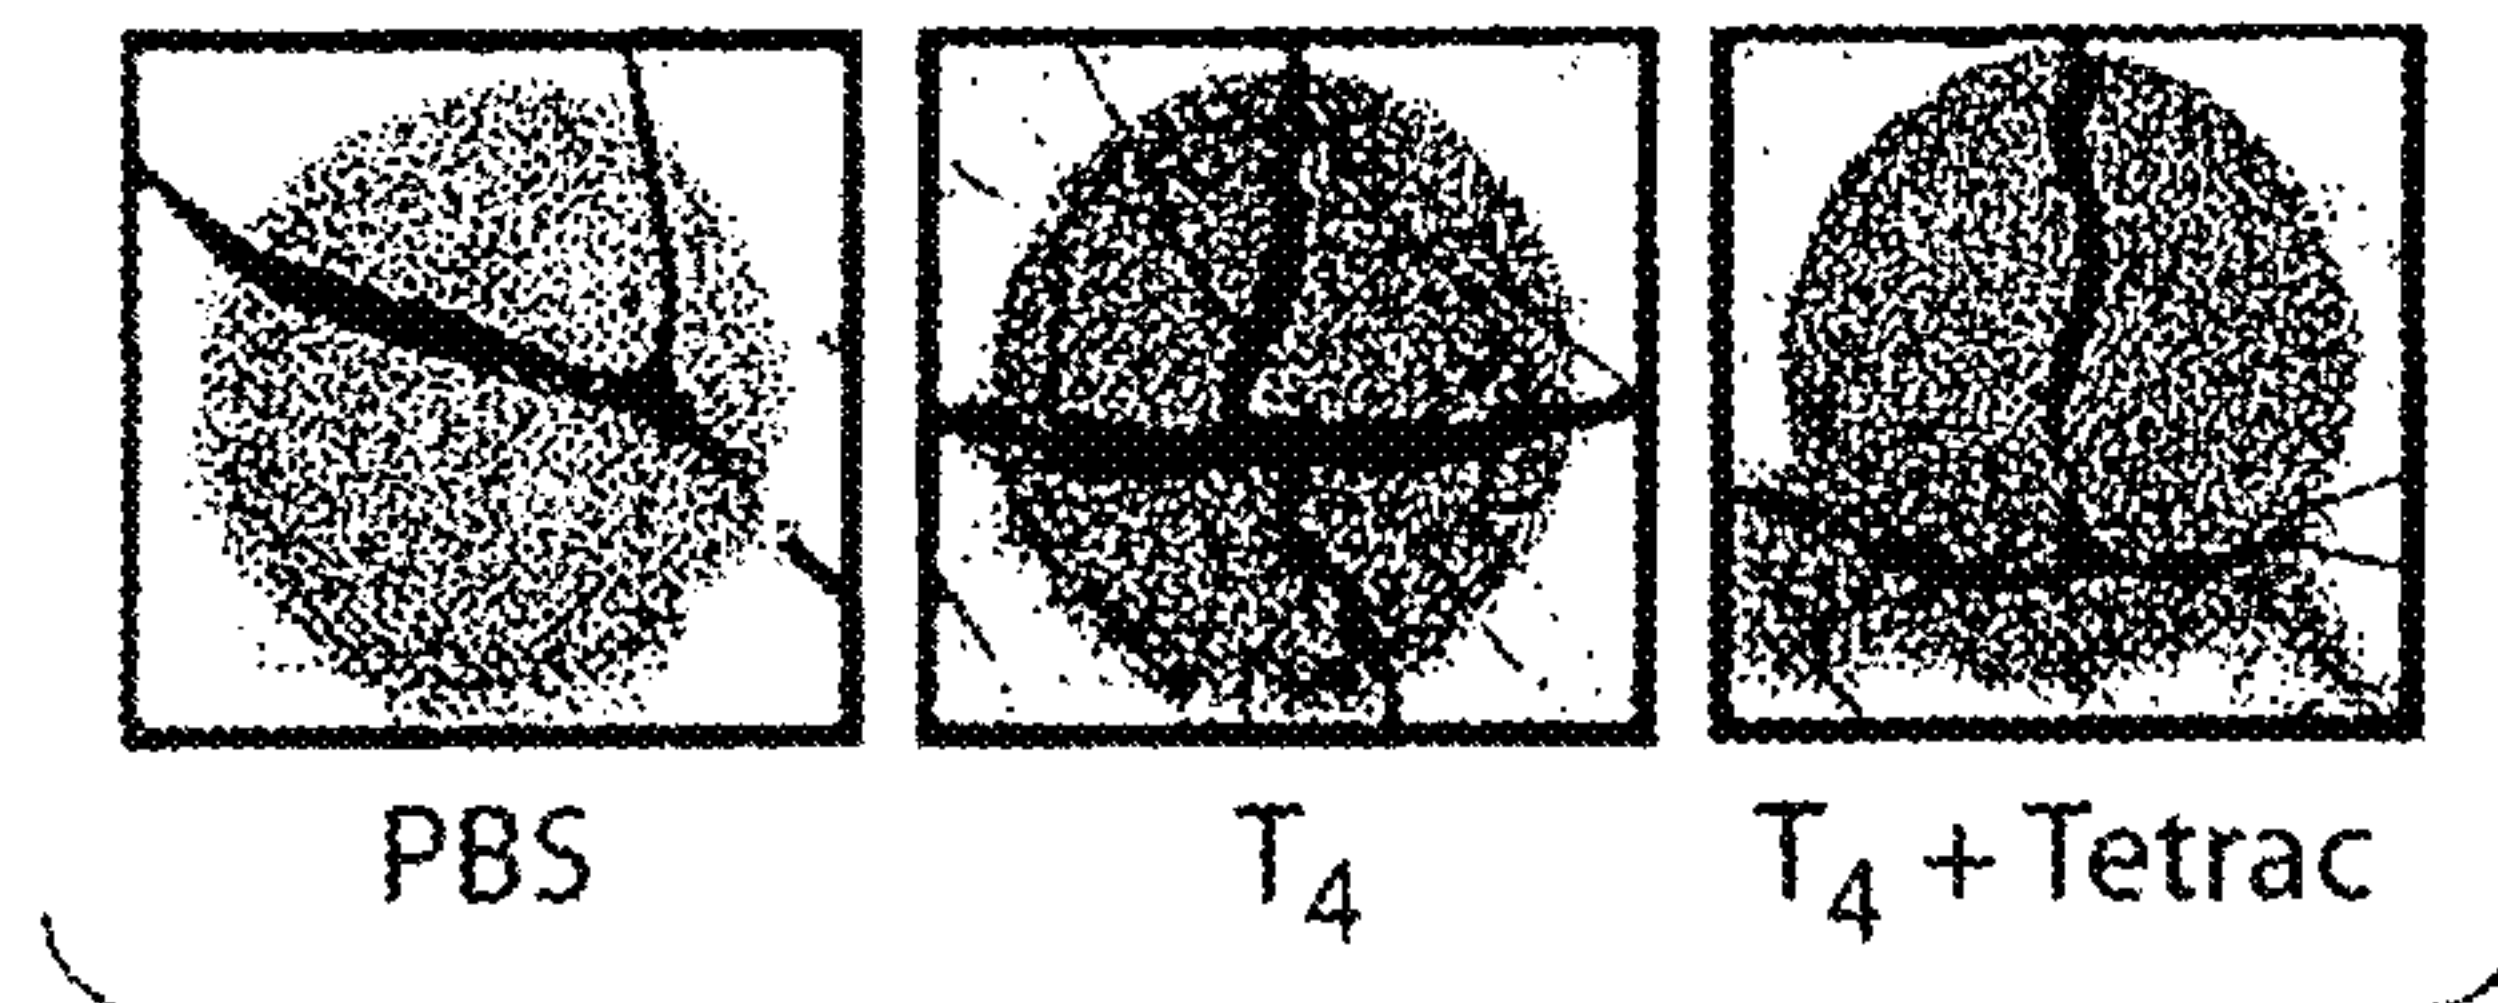 PBS T₄ T₄ + Tetrac